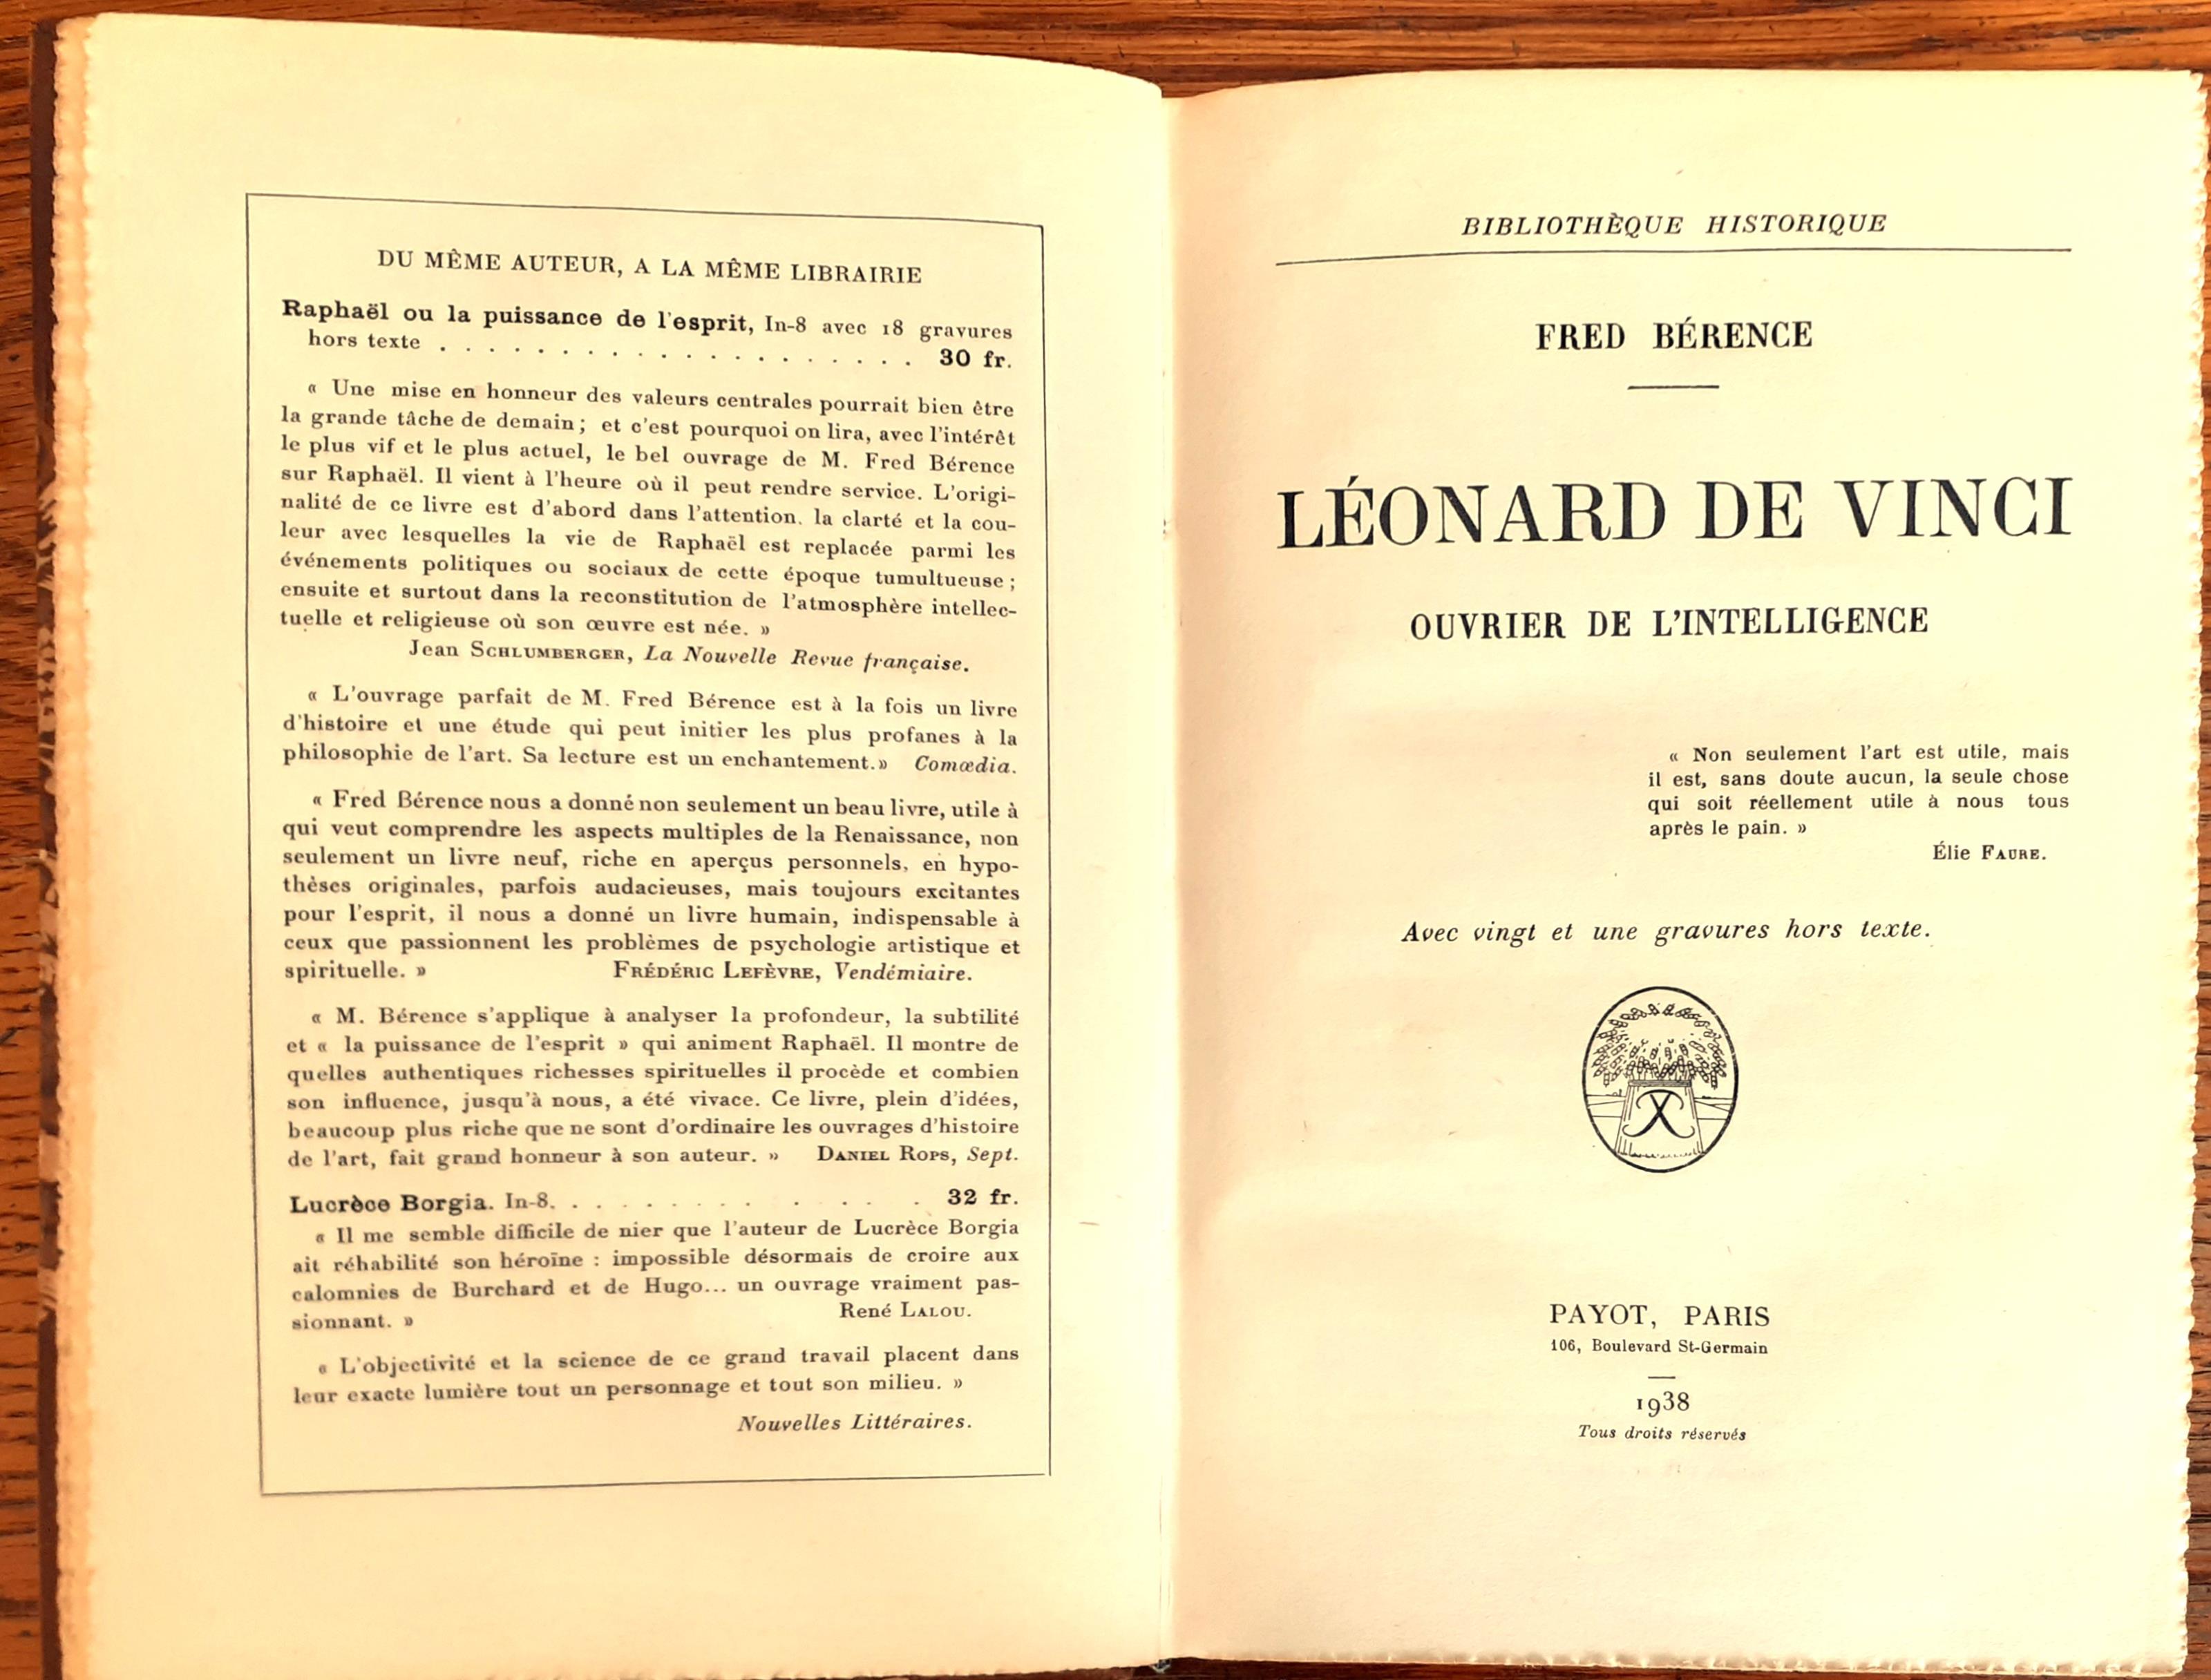 DU MÊME AUTEUR, A LA MÊME LIBRAIRIE
Raphaël ou la puissance de l'esprit, In-8 avec 18 gravures
hors texte . . . . . . . . . . . . . . . . . . . . 30 fr.
« Une mise en honneur des valeurs centrales pourrait bien être
la grande tâche de demain ; et c'est pourquoi on lira, avec l'intérêt
le plus vif et le plus actuel, le bel ouvrage de M. Fred Bérence
sur Raphaël. Il vient à l'heure où il peut rendre service. L'origi-
nalité de ce livre est d'abord dans l'attention. la clarté et la cou-
leur avec lesquelles la vie de Raphaël est replacée parmi les
événements politiques ou sociaux de cette époque tumultueuse ;
ensuite et surtout dans la reconstitution de l'atmosphère intellec-
tuelle et religieuse où son œuvre est née. »
Jean SCHLUMBERGER, La Nouvelle Revue française.
« L'ouvrage parfait de M. Fred Bérence est à la fois un livre
d'histoire et une étude qui peut initier les plus profanes à la
philosophie de l'art. Sa lecture est un enchantement. » Comœdia.
« Fred Bérence nous a donné non seulement un beau livre, utile à
qui veut comprendre les aspects multiples de la Renaissance, non
seulement un livre neuf, riche en aperçus personnels, en hypo-
thèses originales, parfois audacieuses, mais toujours excitantes
pour l'esprit, il nous a donné un livre humain, indispensable à
ceux que passionnent les problèmes de psychologie artistique et
spirituelle. » FRÉDÉRIC LEFÈVRE, Vendémiaire.
« M. Bérence s'applique à analyser la profondeur, la subtilité
et « la puissance de l'esprit » qui animent Raphaël. Il montre de
quelles authentiques richesses spirituelles il procède et combien
son influence, jusqu'à nous, a été vivace. Ce livre, plein d'idées,
beaucoup plus riche que ne sont d'ordinaire les ouvrages d'histoire
de l'art, fait grand honneur à son auteur. » DANIEL ROPS, Sept.
Lucrèce Borgia. In-8. . . . . . . . . . . . . 32 fr.
« Il me semble difficile de nier que l'auteur de Lucrèce Borgia
ait réhabilité son héroïne : impossible désormais de croire aux
calomnies de Burchard et de Hugo... un ouvrage vraiment pas-
sionnant. » René LALOU.
« L'objectivité et la science de ce grand travail placent dans
leur exacte lumière tout un personnage et tout son milieu. »
Nouvelles Littéraires.
BIBLIOTHÈQUE HISTORIQUE
FRED BÉRENCE
LÉONARD DE VINCI
OUVRIER DE L'INTELLIGENCE
« Non seulement l'art est utile, mais
il est, sans doute aucun, la seule chose
qui soit réellement utile à nous tous
après le pain. »
Élie FAURE.
Avec vingt et une gravures hors texte.
PAYOT, PARIS
106, Boulevard St-Germain
1938
Tous droits réservés